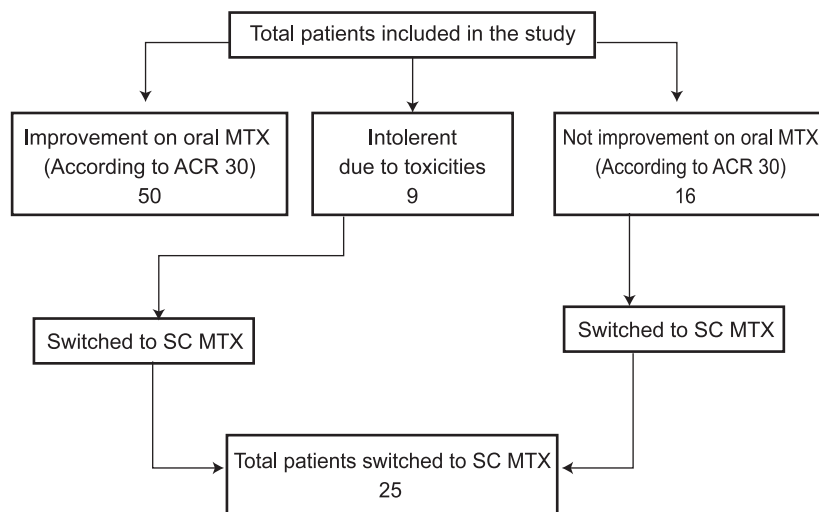 Total patients included in the study
Improvement on oral MTX
(According to ACR 30)
50
Intolerent
due to toxicities
9
Not improvement on oral MTX
(According to ACR 30)
16
Switched to SC MTX
Switched to SC MTX
Total patients switched to SC MTX
25